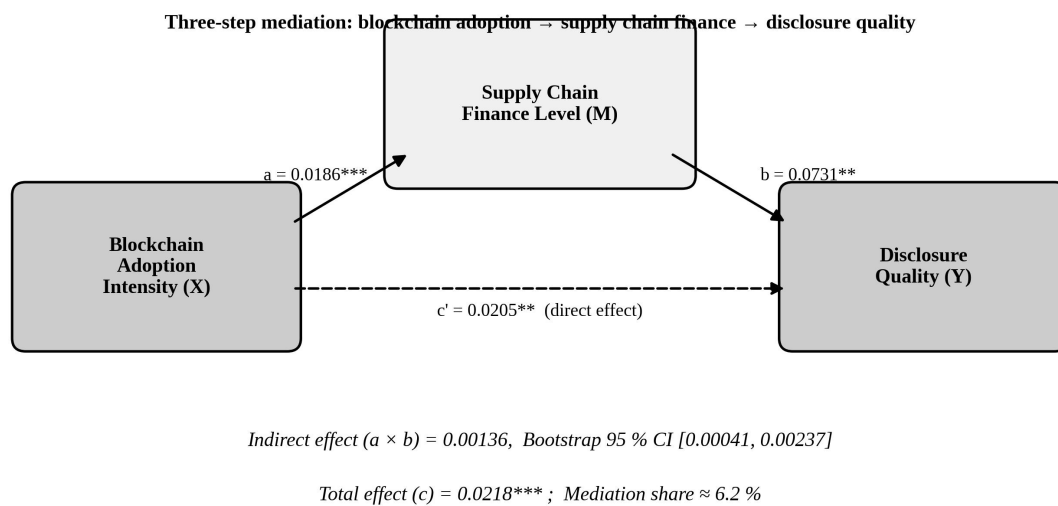 Three-step mediation: blockchain adoption → supply chain finance → disclosure quality
Supply Chain
Finance Level (M)
a = 0.0186***
b = 0.0731**
Blockchain
Adoption
Intensity (X)
Disclosure
Quality (Y)
c' = 0.0205**  (direct effect)
Indirect effect (a × b) = 0.00136,  Bootstrap 95 % CI [0.00041, 0.00237]
Total effect (c) = 0.0218*** ;  Mediation share ≈ 6.2 %